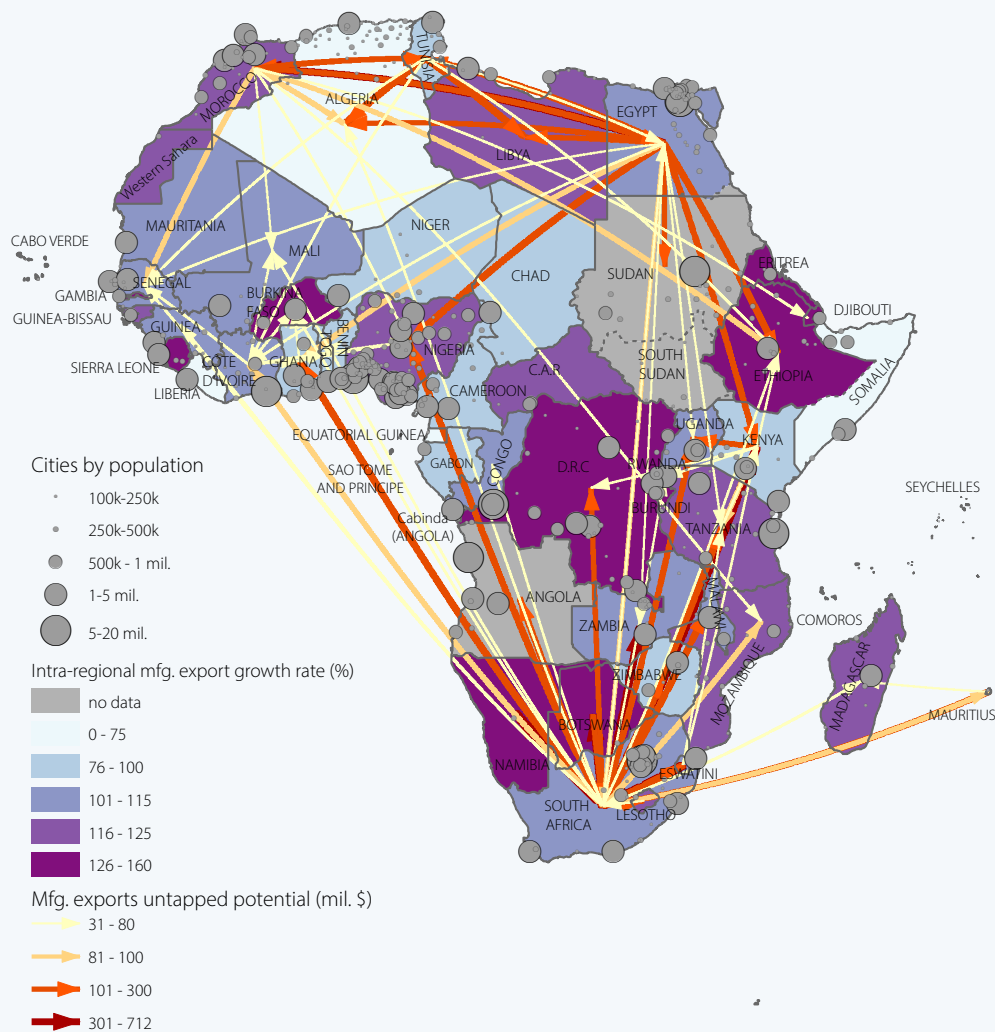 TUNISIA
MOROCCO
ALGERIA
EGYPT
LIBYA
Western Sahara
MAURITANIA
CABO VERDE
MALI
NIGER
CHAD
SUDAN
ERITREA
SENEGAL
GAMBIA
BURKINA
FASO
DJIBOUTI
GUINEA-BISSAU
GUINEA
BENIN
TOGO
GHANA
NIGERIA
SIERRA LEONE
COTE
D'IVOIRE
LIBERIA
C.A.R
SOUTH
SUDAN
ETHIOPIA
SOMALIA
CAMEROON
EQUATORIAL GUINEA
UGANDA
KENYA
GABON
CONGO
D.R.C
RWANDA
BURUNDI
SAO TOME
AND PRINCIPE
Cabinda
(ANGOLA)
TANZANIA
SEYCHELLES
ANGOLA
MALAWI
COMOROS
ZAMBIA
ZIMBABWE
MOZAMBIQUE
MADAGASCAR
MAURITIUS
BOTSWANA
NAMIBIA
ESWATINI
SOUTH
AFRICA
LESOTHO
Cities by population
100k-250k
250k-500k
500k - 1 mil.
1-5 mil.
5-20 mil.
Intra-regional mfg. export growth rate (%)
no data
0 - 75
76 - 100
101 - 115
116 - 125
126 - 160
Mfg. exports untapped potential (mil. $)
31 - 80
81 - 100
101 - 300
301 - 712